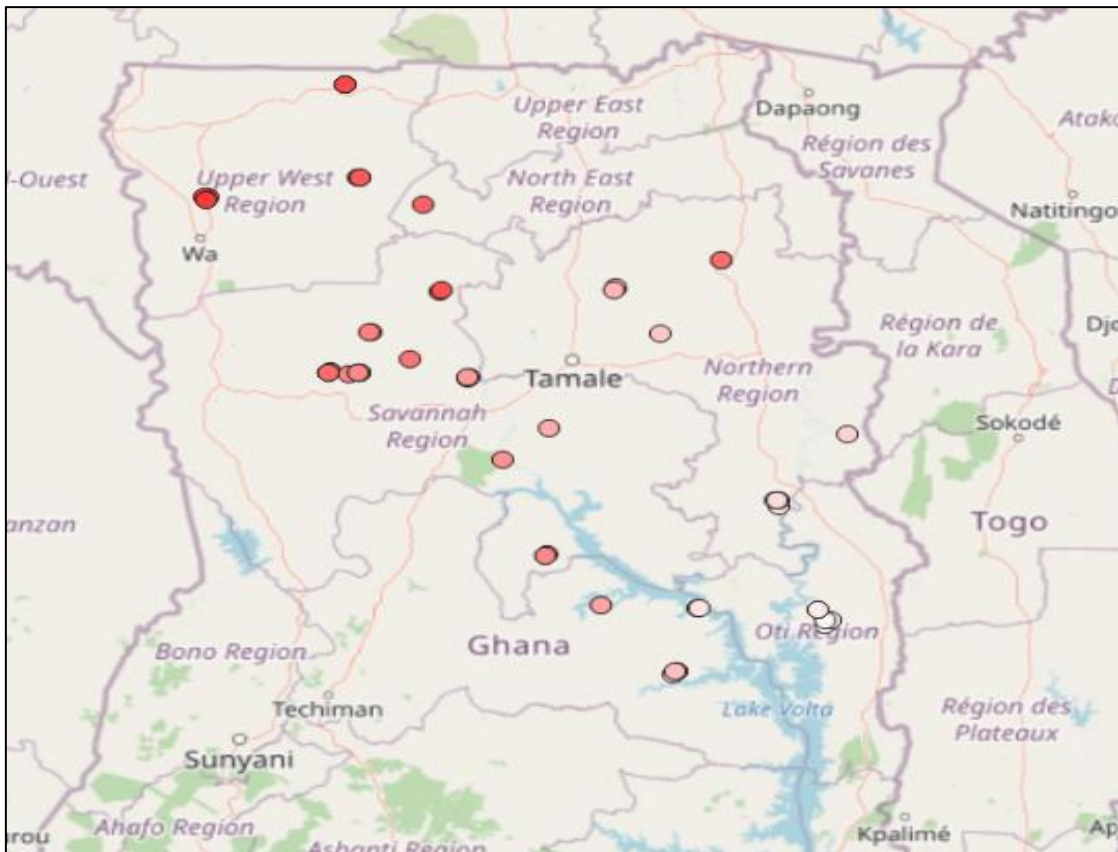 Upper East
Region
Dapaong
Atako
Région des
Savanes
l-Ouest
Upper West
Region
North East
Region
Natitingo
Wa
Région de
la Kara
Djo
Tamale
Northern
Region
Savannah
Region
Sokodé
anzan
Togo
Ghana
Oti Region
Bono Region
Techiman
Lake Volta
Région des
Plateaux
Sunyani
Ahafo Region
Ashanti Region
Kpalimé
urou